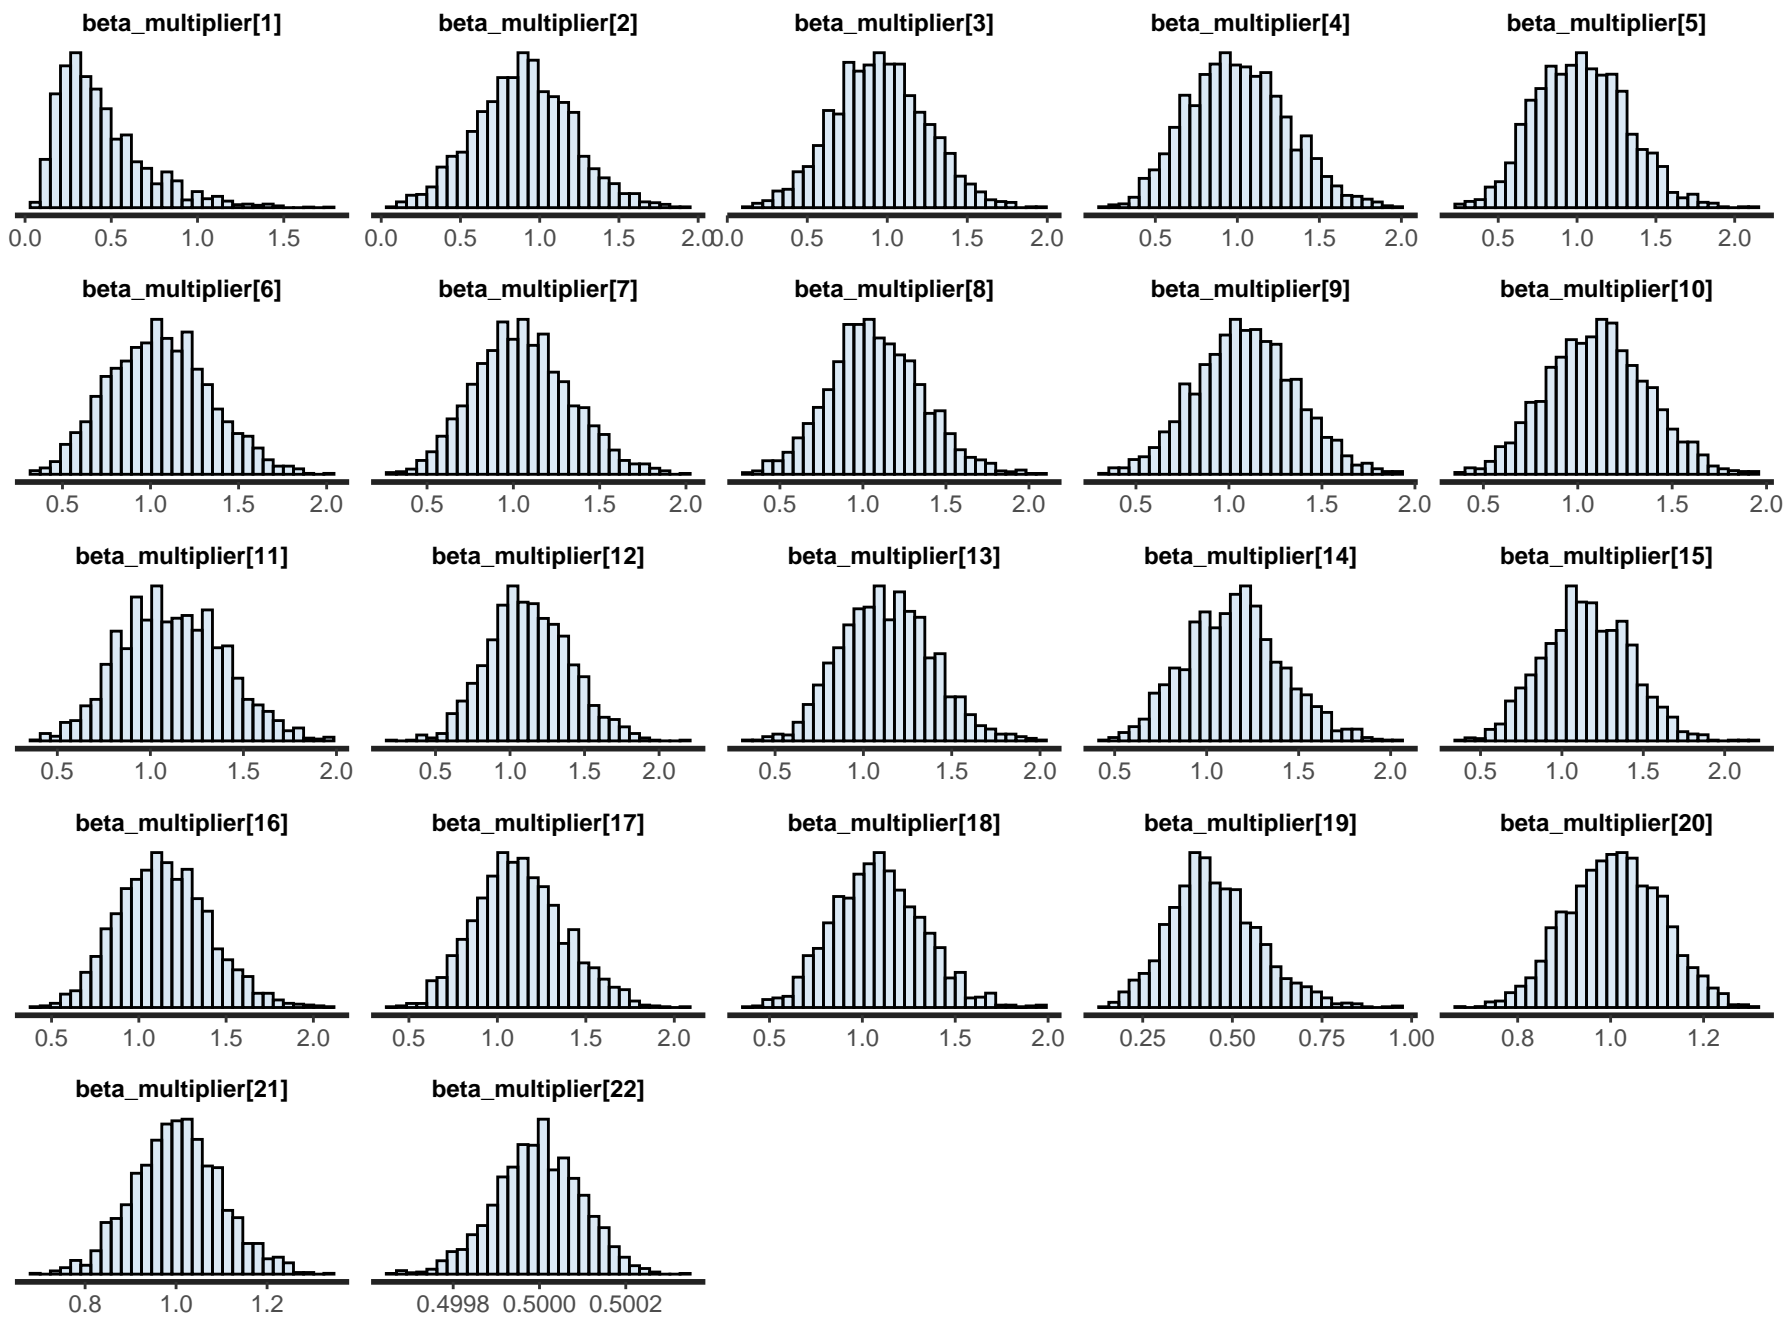 beta_multiplier[1] beta_multiplier[2] beta_multiplier[3] beta_multiplier[4] beta_multiplier[5]
0.0 0.5 1.0 1.5 0.0 0.5 1.0 1.5 2.0 0.0 0.5 1.0 1.5 2.0 0.5 1.0 1.5 2.0 0.5 1.0 1.5 2.0
beta_multiplier[6] beta_multiplier[7] beta_multiplier[8] beta_multiplier[9] beta_multiplier[10]
0.5 1.0 1.5 2.0 0.5 1.0 1.5 2.0 0.5 1.0 1.5 2.0 0.5 1.0 1.5 2.0 0.5 1.0 1.5 2.0
beta_multiplier[11] beta_multiplier[12] beta_multiplier[13] beta_multiplier[14] beta_multiplier[15]
0.5 1.0 1.5 2.0 0.5 1.0 1.5 2.0 0.5 1.0 1.5 2.0 0.5 1.0 1.5 2.0 0.5 1.0 1.5 2.0
beta_multiplier[16] beta_multiplier[17] beta_multiplier[18] beta_multiplier[19] beta_multiplier[20]
0.5 1.0 1.5 2.0 0.5 1.0 1.5 2.0 0.5 1.0 1.5 2.0 0.25 0.50 0.75 1.00 0.8 1.0 1.2
beta_multiplier[21] beta_multiplier[22]
0.8 1.0 1.2 0.4998 0.5000 0.5002